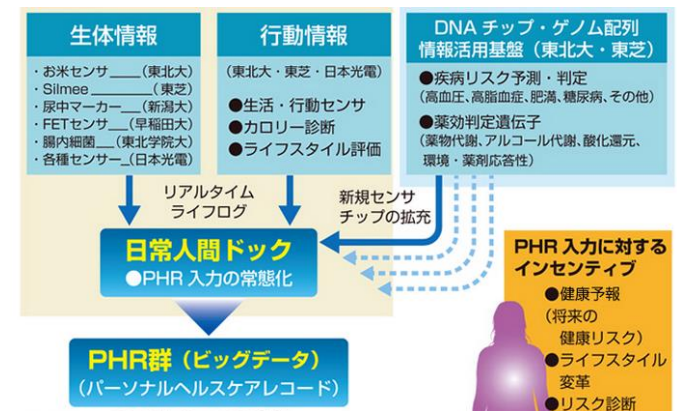 生体情報
・お米センサ____(東北大)
・Silmee________(東芝)
・尿中マーカー___(新潟大)
・FETセンサ___(早稲田大)
・腸内細菌__(東北学院大)
・各種センサー_(日本光電)
行動情報
(東北大・東芝・日本光電)
●生活・行動センサ
●カロリー診断
●ライフスタイル評価
DNAチップ・ゲノム配列
情報活用基盤(東北大・東芝)
●疾病リスク予測・判定
(高血圧、高脂血症、肥満、糖尿病、その他)
●薬効判定遺伝子
(薬物代謝、アルコール代謝、酸化還元、
環境・薬剤応答性)
リアルタイム
ライフログ
新規センサ
チップの拡充
日常人間ドック
●PHR入力の常態化
PHR群(ビッグデータ)
(パーソナルヘルスケアレコード)
PHR入力に対する
インセンティブ
●健康予報
(将来の
健康リスク)
●ライフスタイル
変革
●リスク診断